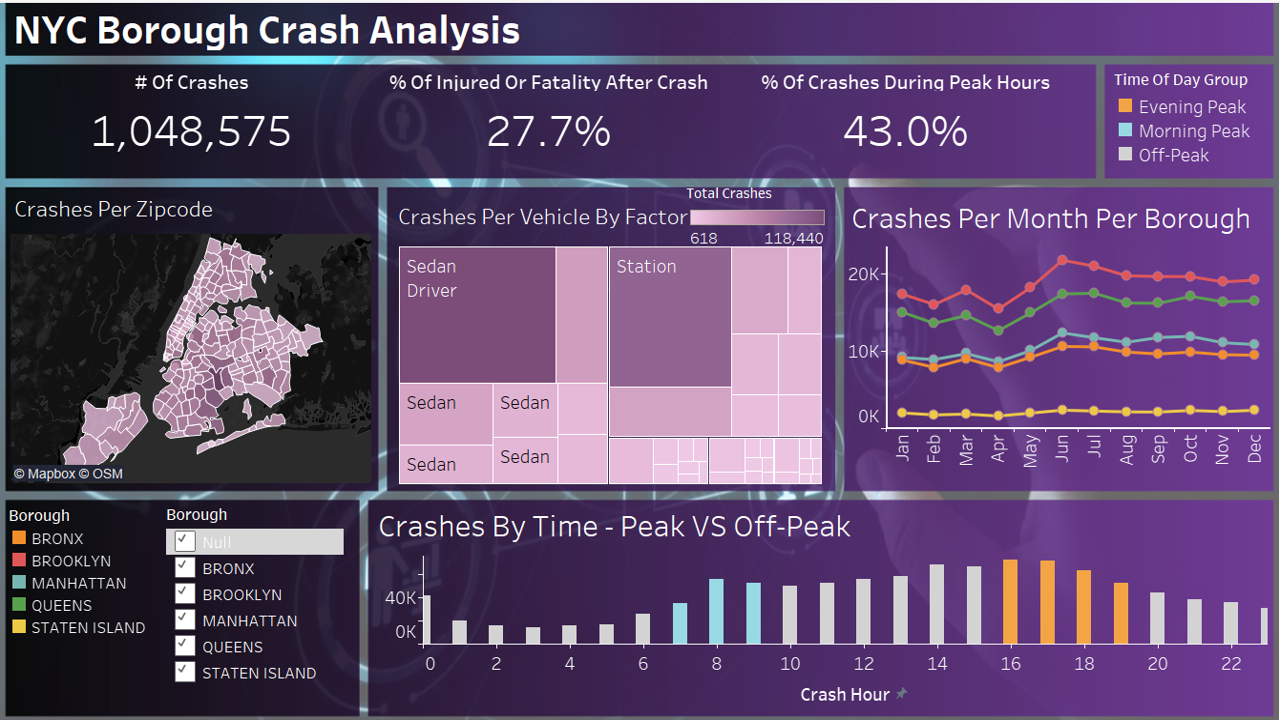 NYC Borough Crash Analysis
# Of Crashes
1,048,575
% Of Injured Or Fatality After Crash
27.7%
% Of Crashes During Peak Hours
43.0%
Time Of Day Group
Evening Peak
Morning Peak
Off-Peak
Crashes Per Zipcode
© Mapbox © OSM
Crashes Per Vehicle By Factor
Total Crashes
618 118,440
Sedan
Driver
Station
Sedan
Sedan
Sedan
Sedan
Crashes Per Month Per Borough
20K
10K
0K
Jan Feb Mar Apr May Jun Jul Aug Sep Oct Nov Dec
Borough
BRONX
BROOKLYN
MANHATTAN
QUEENS
STATEN ISLAND
Borough
Null
BRONX
BROOKLYN
MANHATTAN
QUEENS
STATEN ISLAND
Crashes By Time - Peak VS Off-Peak
40K
0K
0 2 4 6 8 10 12 14 16 18 20 22
Crash Hour